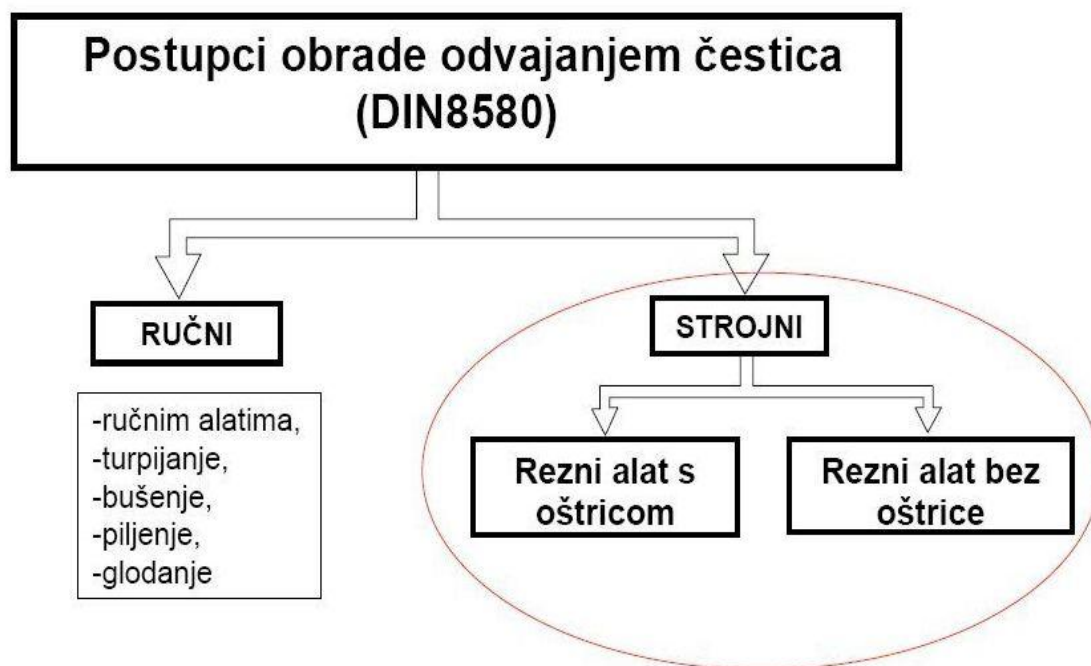 Postupci obrade odvajanjem čestica
(DIN8580)
RUČNI
-ručnim alatima,
-turpijanje,
-bušenje,
-piljenje,
-glodanje
STROJNI
Rezni alat s
oštricom
Rezni alat bez
oštrice